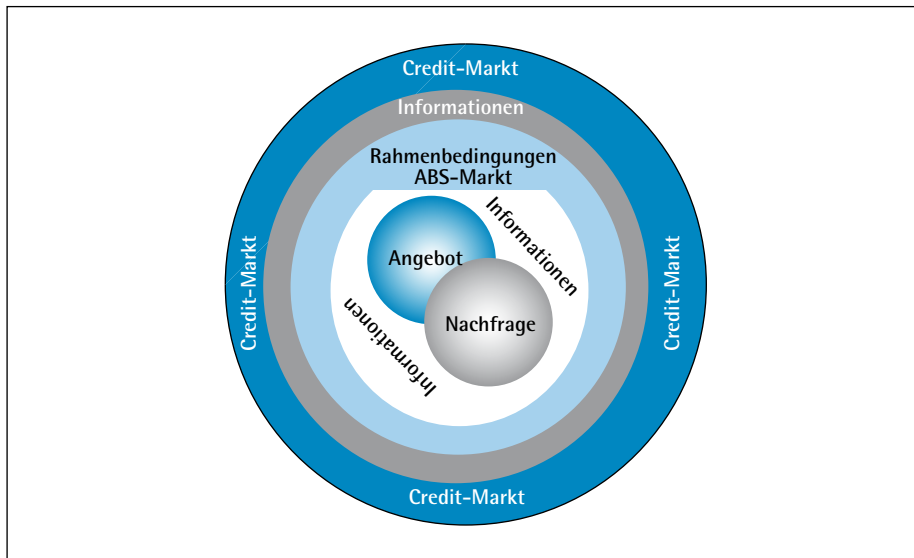 Credit-Markt
Informationen
Rahmenbedingungen
ABS-Markt
Informationen
Angebot
Credit-Markt
Credit-Markt
Nachfrage
Informationen
Credit-Markt